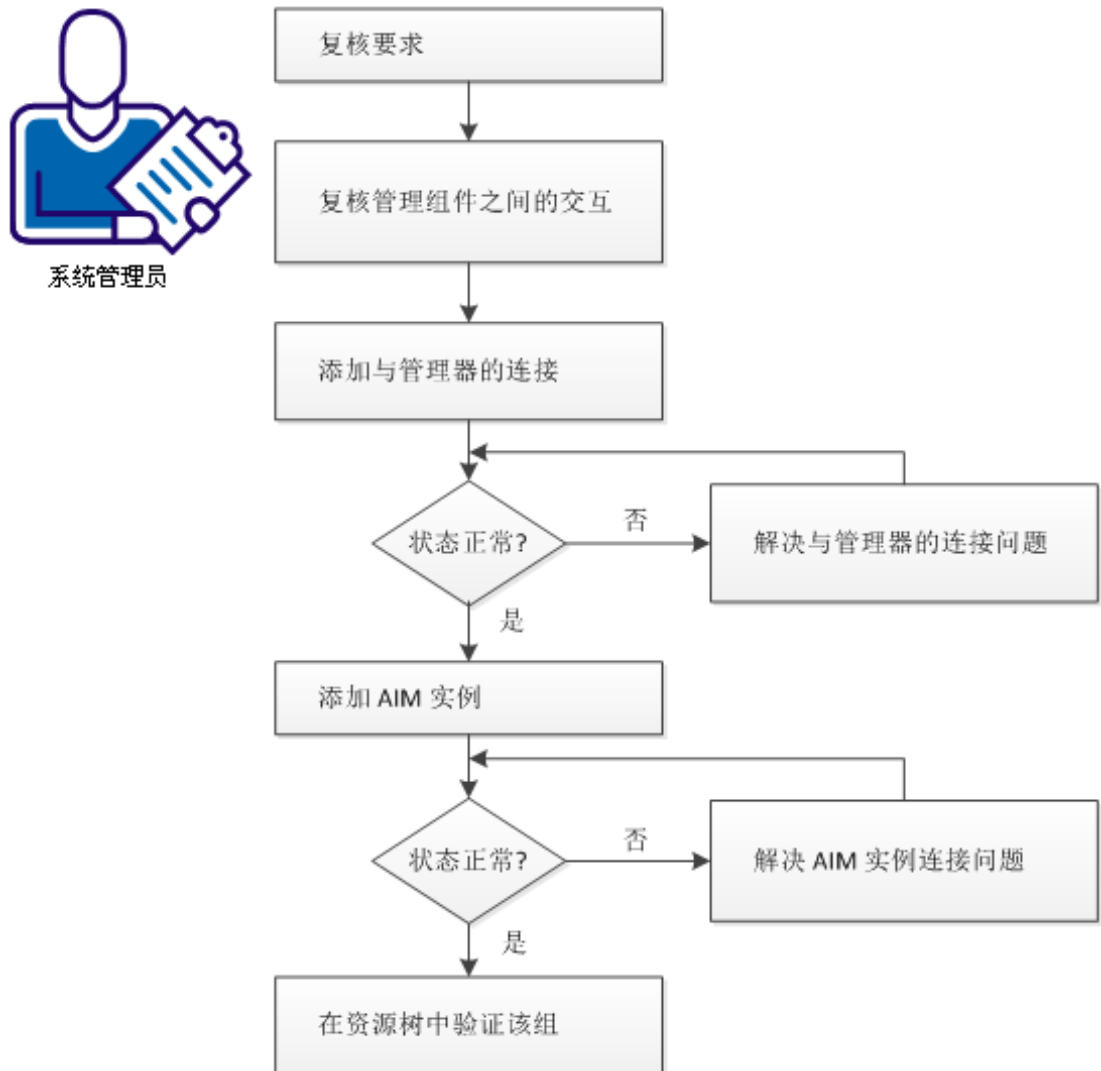 复核要求
复核管理组件之间的交互
系统管理员
添加与管理器的连接
状态正常?
否
解决与管理器的连接问题
是
添加 AIM 实例
状态正常?
否
解决 AIM 实例连接问题
是
在资源树中验证该组